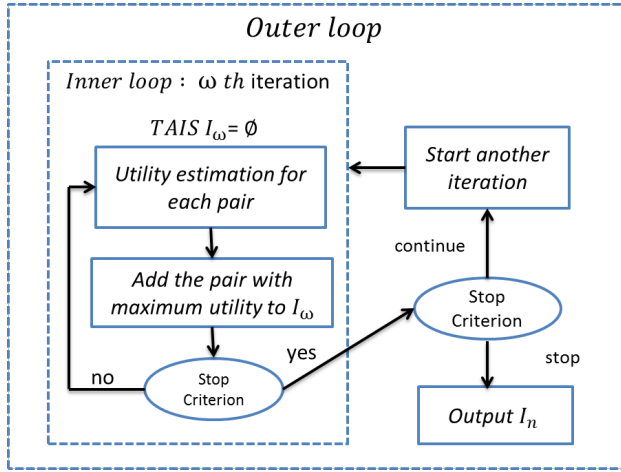 Outer loop
Inner loop : ω th iteration
TAIS I_ω= ∅
Utility estimation for
each pair
Add the pair with
maximum utility to I_ω
Stop
Criterion
no
yes
Start another
iteration
continue
Stop
Criterion
stop
Output I_n